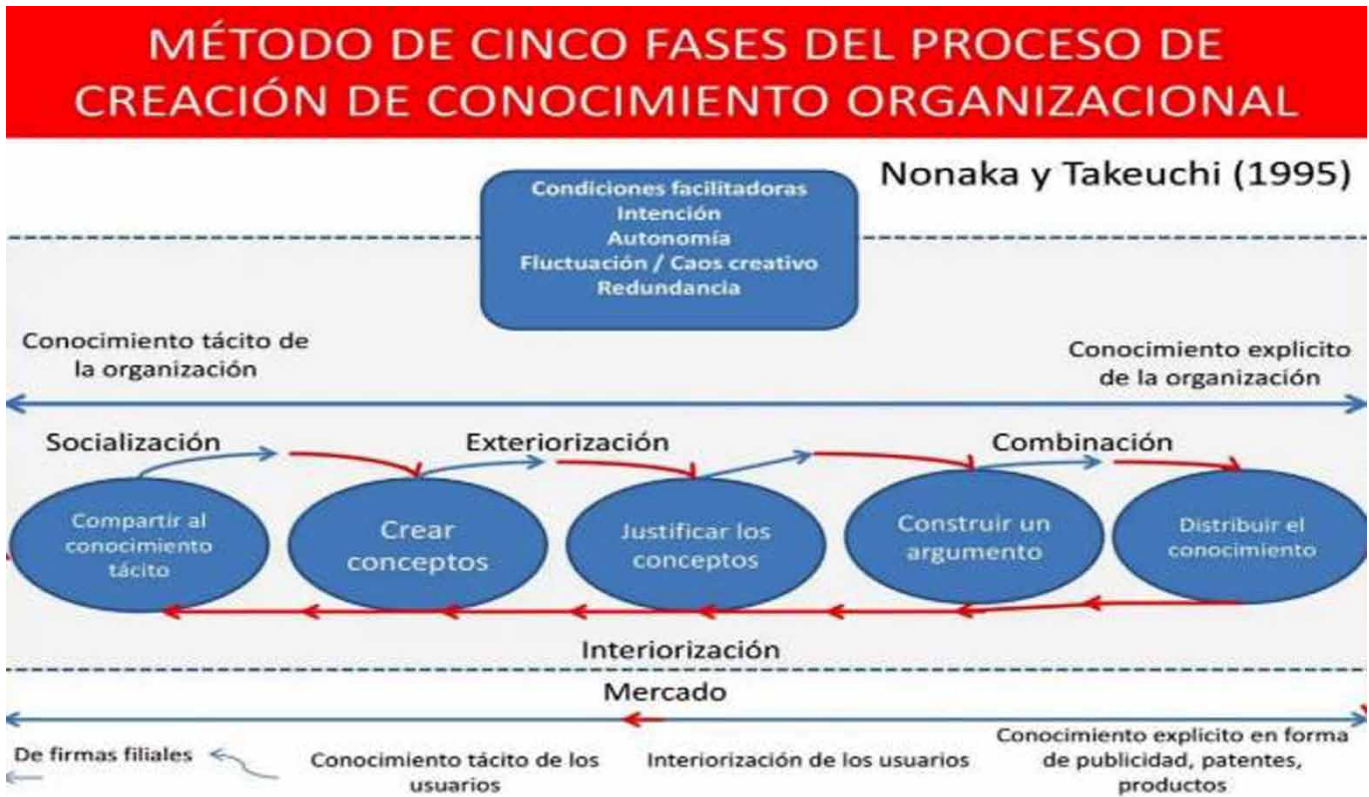 MÉTODO DE CINCO FASES DEL PROCESO DE
CREACIÓN DE CONOCIMIENTO ORGANIZACIONAL
Nonaka y Takeuchi (1995)
Condiciones facilitadoras
Intención
Autonomía
Fluctuación / Caos creativo
Redundancia
Conocimiento tácito de
la organización
Conocimiento explicito
de la organización
Socialización
Exteriorización
Combinación
Compartir al
conocimiento
tácito
Crear
conceptos
Justificar los
conceptos
Construir un
argumento
Distribuir el
conocimiento
Interiorización
Mercado
De firmas filiales
Conocimiento tácito de los
usuarios
Interiorización de los usuarios
Conocimiento explicito en forma
de publicidad, patentes,
productos